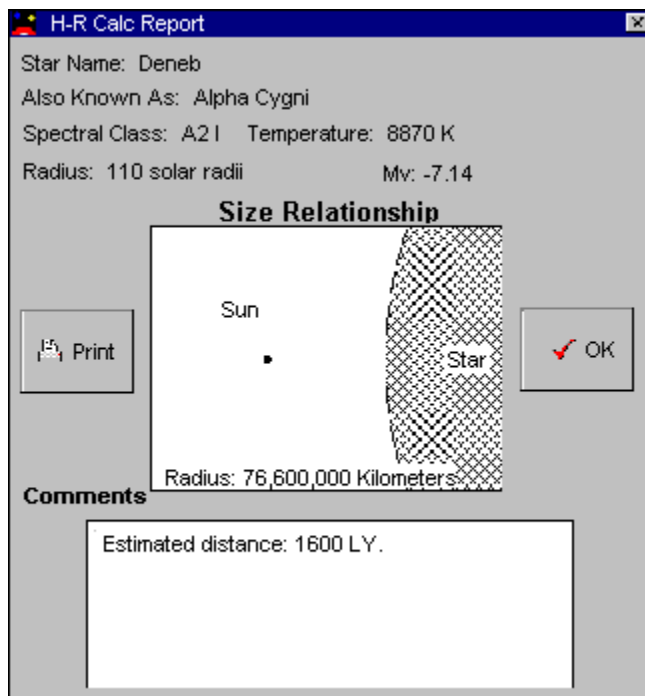 H-R Calc Report
Star Name: Deneb
Also Known As: Alpha Cygni
Spectral Class: A2 I Temperature: 8870 K
Radius: 110 solar radii Mv: -7.14
Size Relationship
Sun
Star
Print
OK
Radius: 76,600,000 Kilometers
Comments
Estimated distance: 1600 LY.